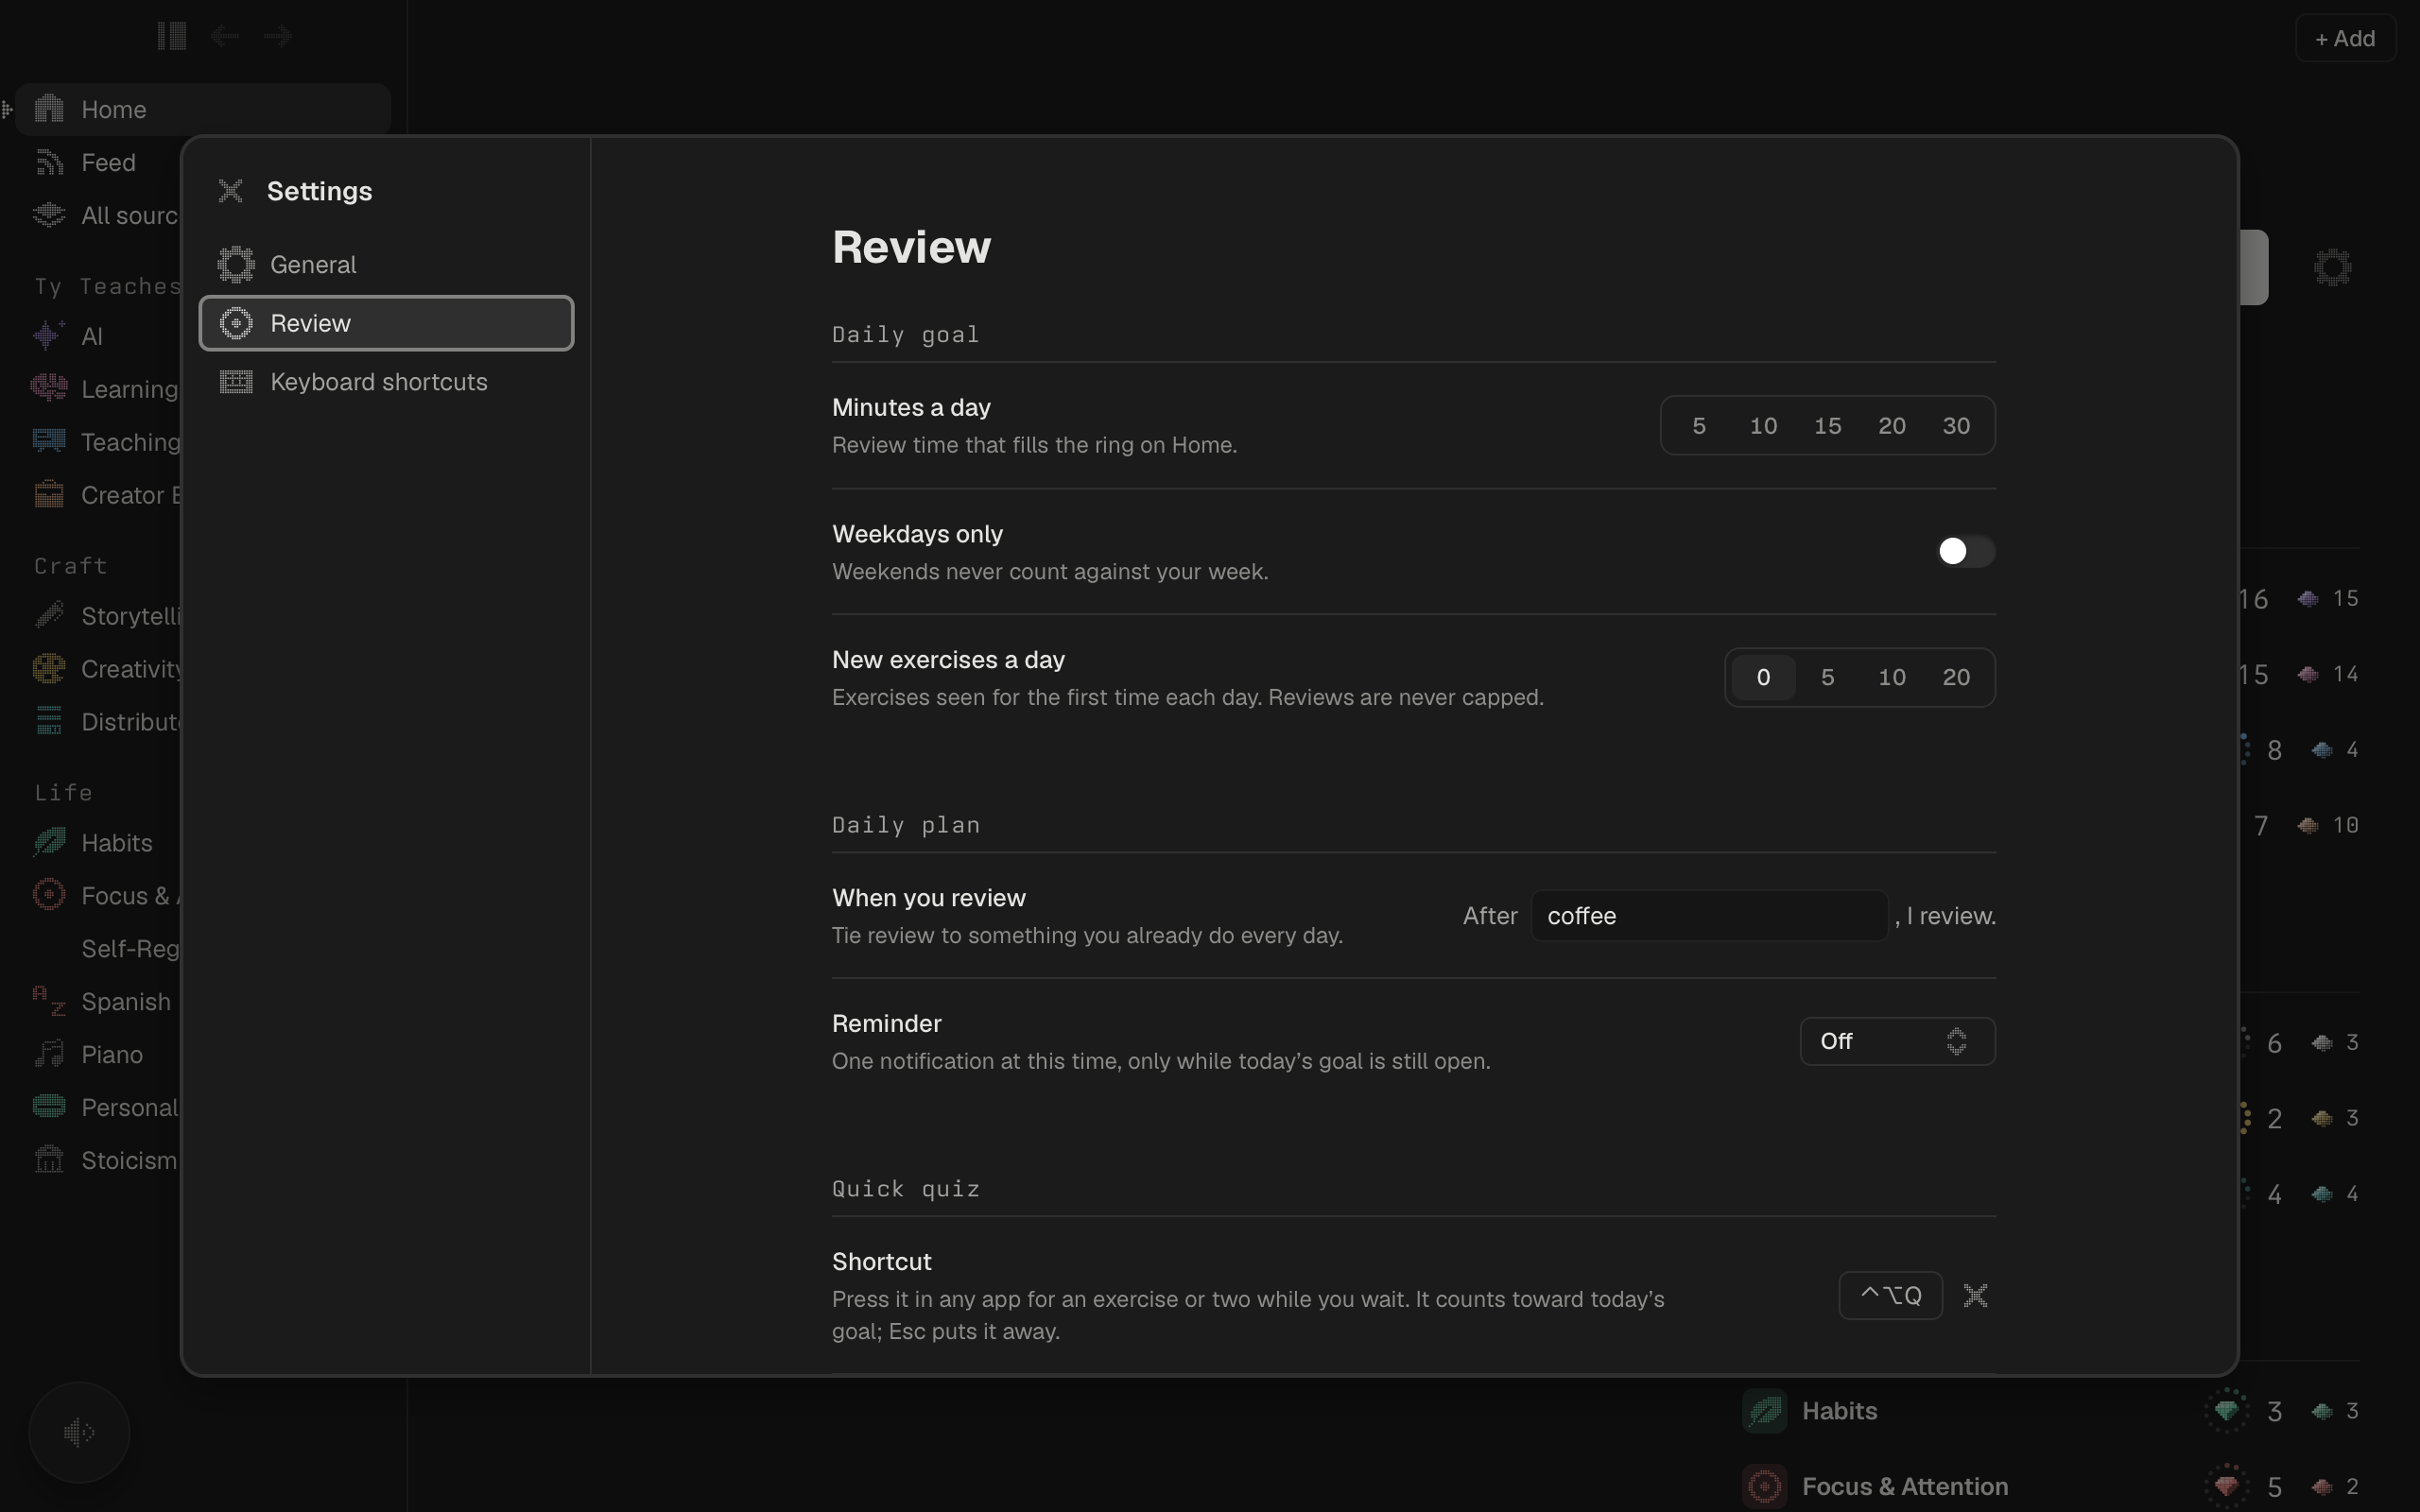 + Add
Home
Feed
All sourc
Ty Teaches
AI
Learning
Teaching
Creator E
Craft
Storytelli
Creativity
Distribut
Life
Habits
Focus & A
Self-Reg
Spanish
Piano
Personal
Stoicism
Settings
General
Review
Keyboard shortcuts
Review
Daily goal
Minutes a day
Review time that fills the ring on Home.
5 10 15 20 30
Weekdays only
Weekends never count against your week.
New exercises a day
Exercises seen for the first time each day. Reviews are never capped.
0 5 10 20
Daily plan
When you review
Tie review to something you already do every day.
After coffee , I review.
Reminder
One notification at this time, only while today’s goal is still open.
Off
Quick quiz
Shortcut
Press it in any app for an exercise or two while you wait. It counts toward today’s
goal; Esc puts it away.
^⌥Q
16 15
15 14
8 4
7 10
6 3
2 3
4 4
Habits 3 3
Focus & Attention 5 2